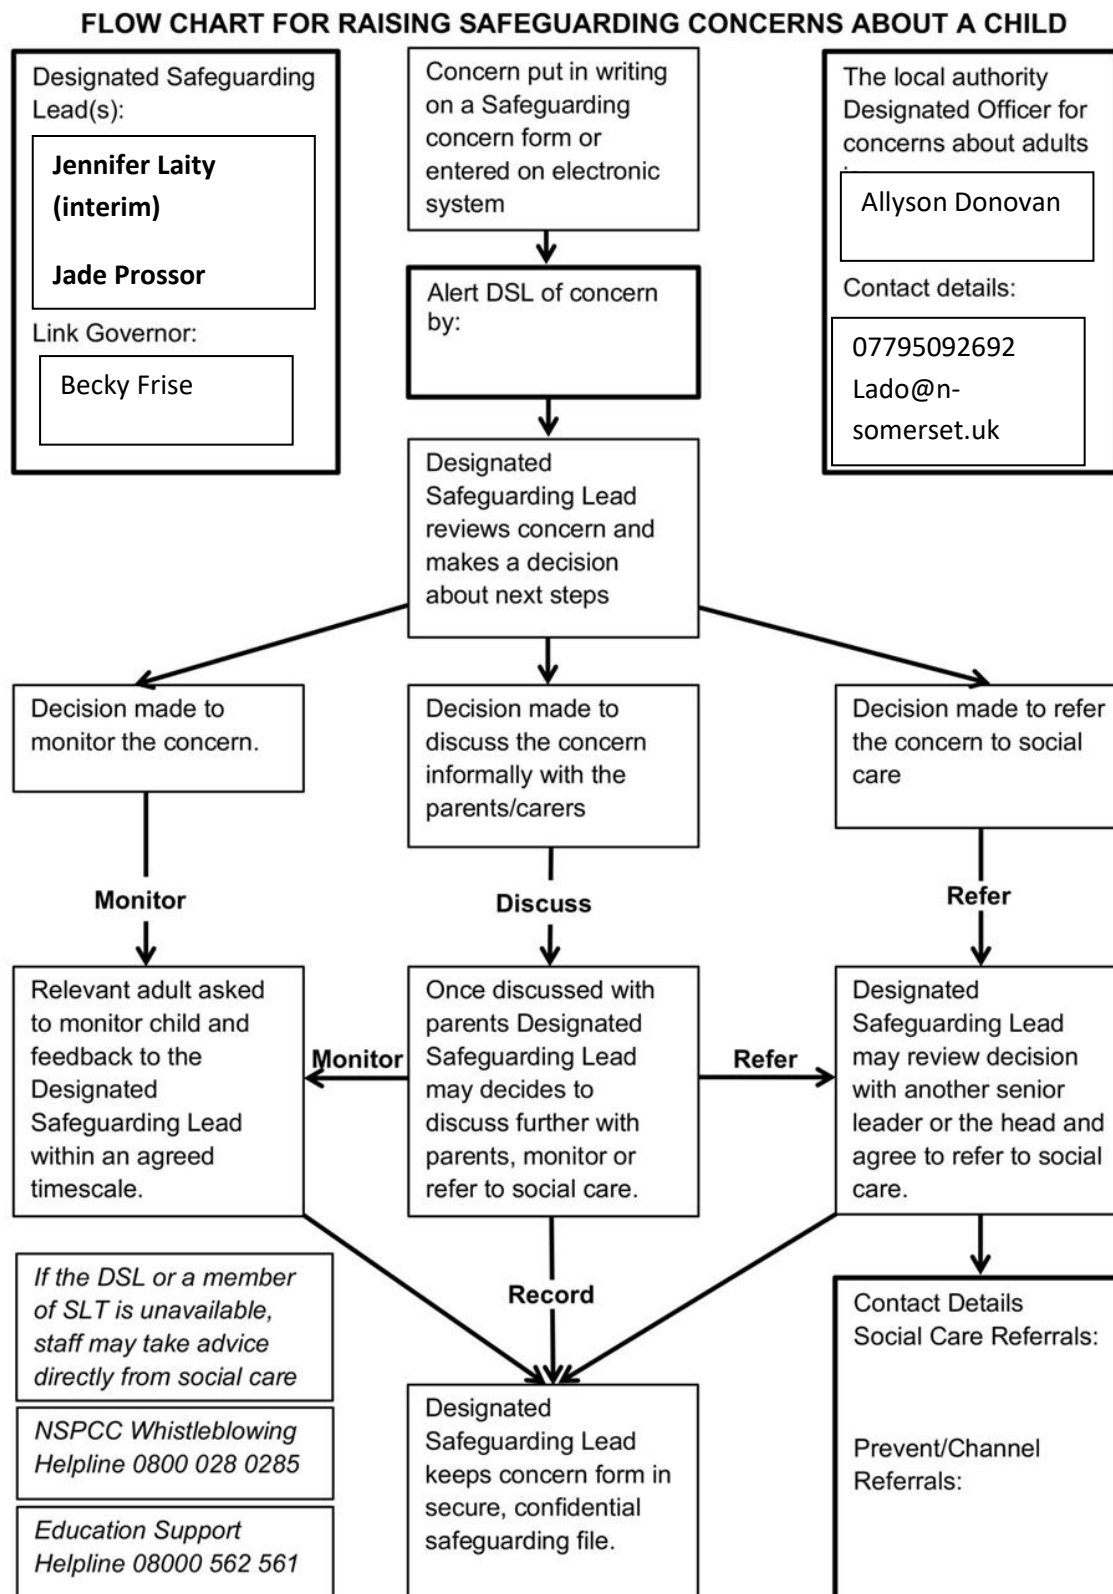 FLOW CHART FOR RAISING SAFEGUARDING CONCERNS ABOUT A CHILD
Designated Safeguarding
Lead(s):
Jennifer Laity
(interim)
Jade Prossor
Link Governor:
Becky Frise
Concern put in writing
on a Safeguarding
concern form or
entered on electronic
system
The local authority
Designated Officer for
concerns about adults
Allyson Donovan
Contact details:
07795092692
Lado@n-
somerset.uk
Alert DSL of concern
by:
Designated
Safeguarding Lead
reviews concern and
makes a decision
about next steps
Decision made to
monitor the concern.
Decision made to
discuss the concern
informally with the
parents/carers
Decision made to refer
the concern to social
care
Monitor
Discuss
Refer
Relevant adult asked
to monitor child and
feedback to the
Designated
Safeguarding Lead
within an agreed
timescale.
Monitor
Once discussed with
parents Designated
Safeguarding Lead
may decides to
discuss further with
parents, monitor or
refer to social care.
Refer
Designated
Safeguarding Lead
may review decision
with another senior
leader or the head and
agree to refer to social
care.
Record
If the DSL or a member
of SLT is unavailable,
staff may take advice
directly from social care
NSPCC Whistleblowing
Helpline 0800 028 0285
Education Support
Helpline 08000 562 561
Designated
Safeguarding Lead
keeps concern form in
secure, confidential
safeguarding file.
Contact Details
Social Care Referrals:
Prevent/Channel
Referrals: